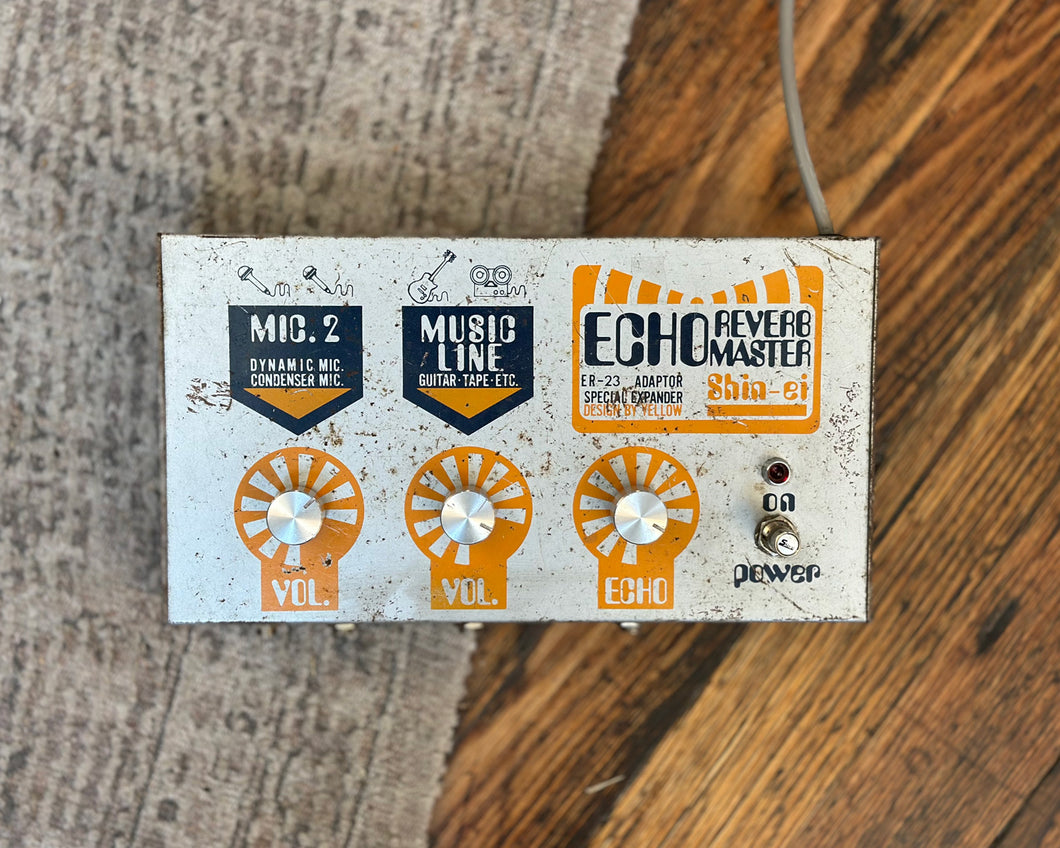 MIC. 2
DYNAMIC MIC.
CONDENSER MIC.
MUSIC
LINE
GUITAR·TAPE·ETC.
ECHO REVERB
MASTER
ER-23 ADAPTOR
SPECIAL EXPANDER
DESIGN BY YELLOW
Shin-ei
VOL.
VOL.
ECHO
on
power